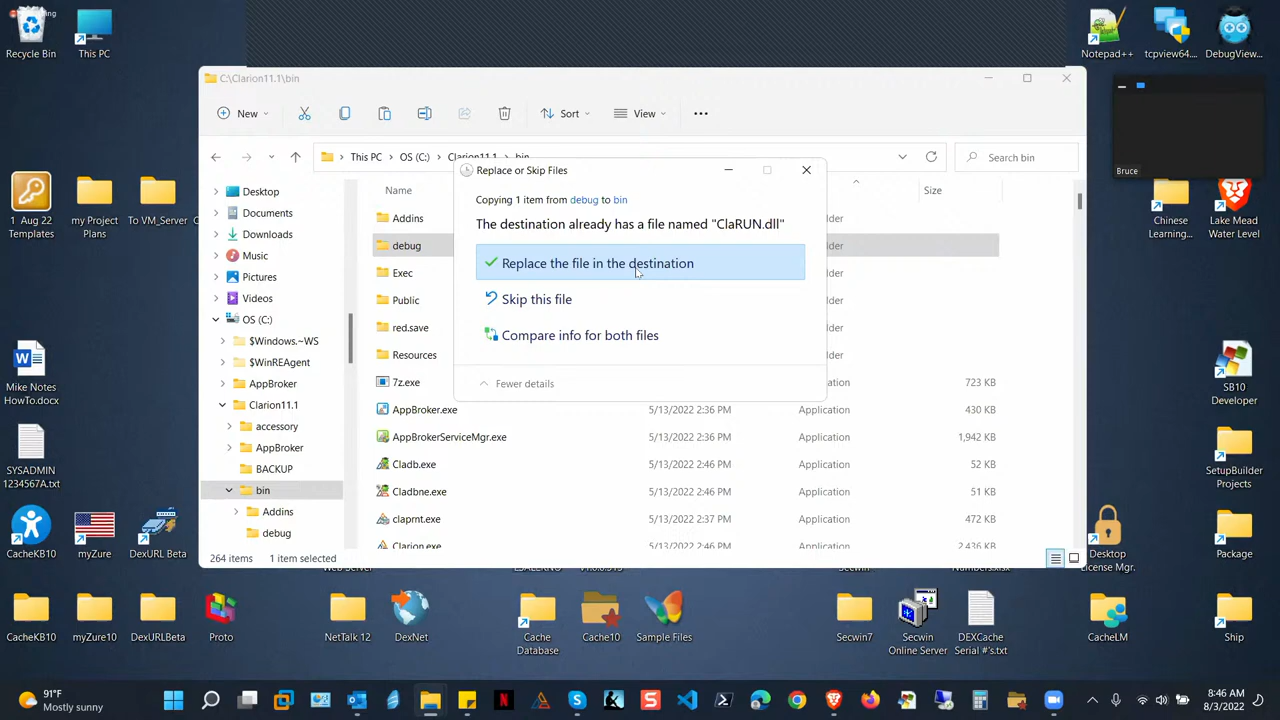 Recycle Bin
This PC
Notepad++
tcpview64....
DebugView...
C:\Clarion11.1\bin
New
Sort
View
This PC
OS (C:)
Clarion11.1
bin
Search bin
Bruce
Replace or Skip Files
Copying 1 item from debug to bin
The destination already has a file named "ClaRUN.dll"
Replace the file in the destination
Skip this file
Compare info for both files
Fewer details
Name
Size
Desktop
Documents
Downloads
Music
Pictures
Videos
OS (C:)
$Windows.~WS
$WinREAgent
AppBroker
Clarion11.1
accessory
AppBroker
BACKUP
bin
Addins
debug
Addins
debug
Exec
Public
red.save
Resources
7z.exe
723 KB
AppBroker.exe
5/13/2022 2:36 PM
Application
430 KB
AppBrokerServiceMgr.exe
5/13/2022 2:36 PM
Application
1,942 KB
Cladb.exe
5/13/2022 2:46 PM
Application
52 KB
Cladbne.exe
5/13/2022 2:46 PM
Application
51 KB
claprnt.exe
5/13/2022 2:37 PM
Application
472 KB
Clarion.exe
5/13/2022 2:46 PM
Application
2,436 KB
264 items
1 item selected
1 Aug 22
Templates
my Project
Plans
To VM_Server
Chinese
Learning...
Lake Mead
Water Level
Mike Notes
HowTo.docx
SB10
Developer
SYSADMIN
1234567A.txt
SetupBuilder
Projects
CacheKB10
myZure
DexURL Beta
Desktop
License Mgr.
Package
CacheKB10
myZure10
DexURLBeta
Proto
NetTalk 12
DexNet
Cache
Database
Cache10
Sample Files
Secwin7
Secwin
Online Server
DEXCache
Serial #'s.txt
CacheLM
Ship
91°F
Mostly sunny
8:46 AM
8/3/2022